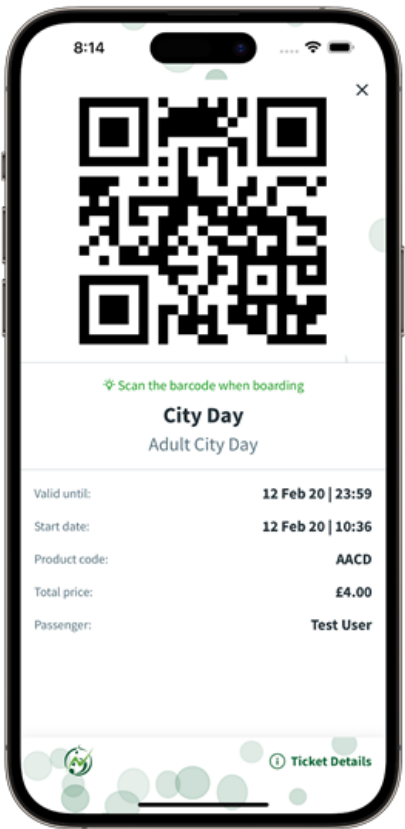 8:14
Scan the barcode when boarding
City Day
Adult City Day
Valid until: 12 Feb 20 | 23:59
Start date: 12 Feb 20 | 10:36
Product code: AACD
Total price: £4.00
Passenger: Test User
Ticket Details